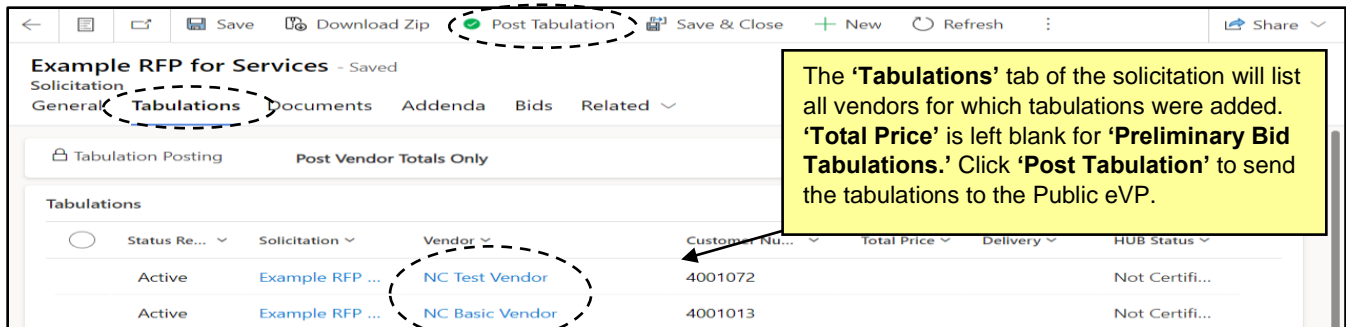 Save Download Zip Post Tabulation Save & Close New Refresh Share
Example RFP for Services - Saved
Solicitation
General Tabulations Documents Addenda Bids Related
The ‘Tabulations’ tab of the solicitation will list
all vendors for which tabulations were added.
‘Total Price’ is left blank for ‘Preliminary Bid
Tabulations.’ Click ‘Post Tabulation’ to send
the tabulations to the Public eVP.
Tabulation Posting Post Vendor Totals Only
Tabulations
Status Re... Solicitation Vendor Customer Nu... Total Price Delivery HUB Status
Active Example RFP ... NC Test Vendor 4001072 Not Certifi...
Active Example RFP ... NC Basic Vendor 4001013 Not Certifi...